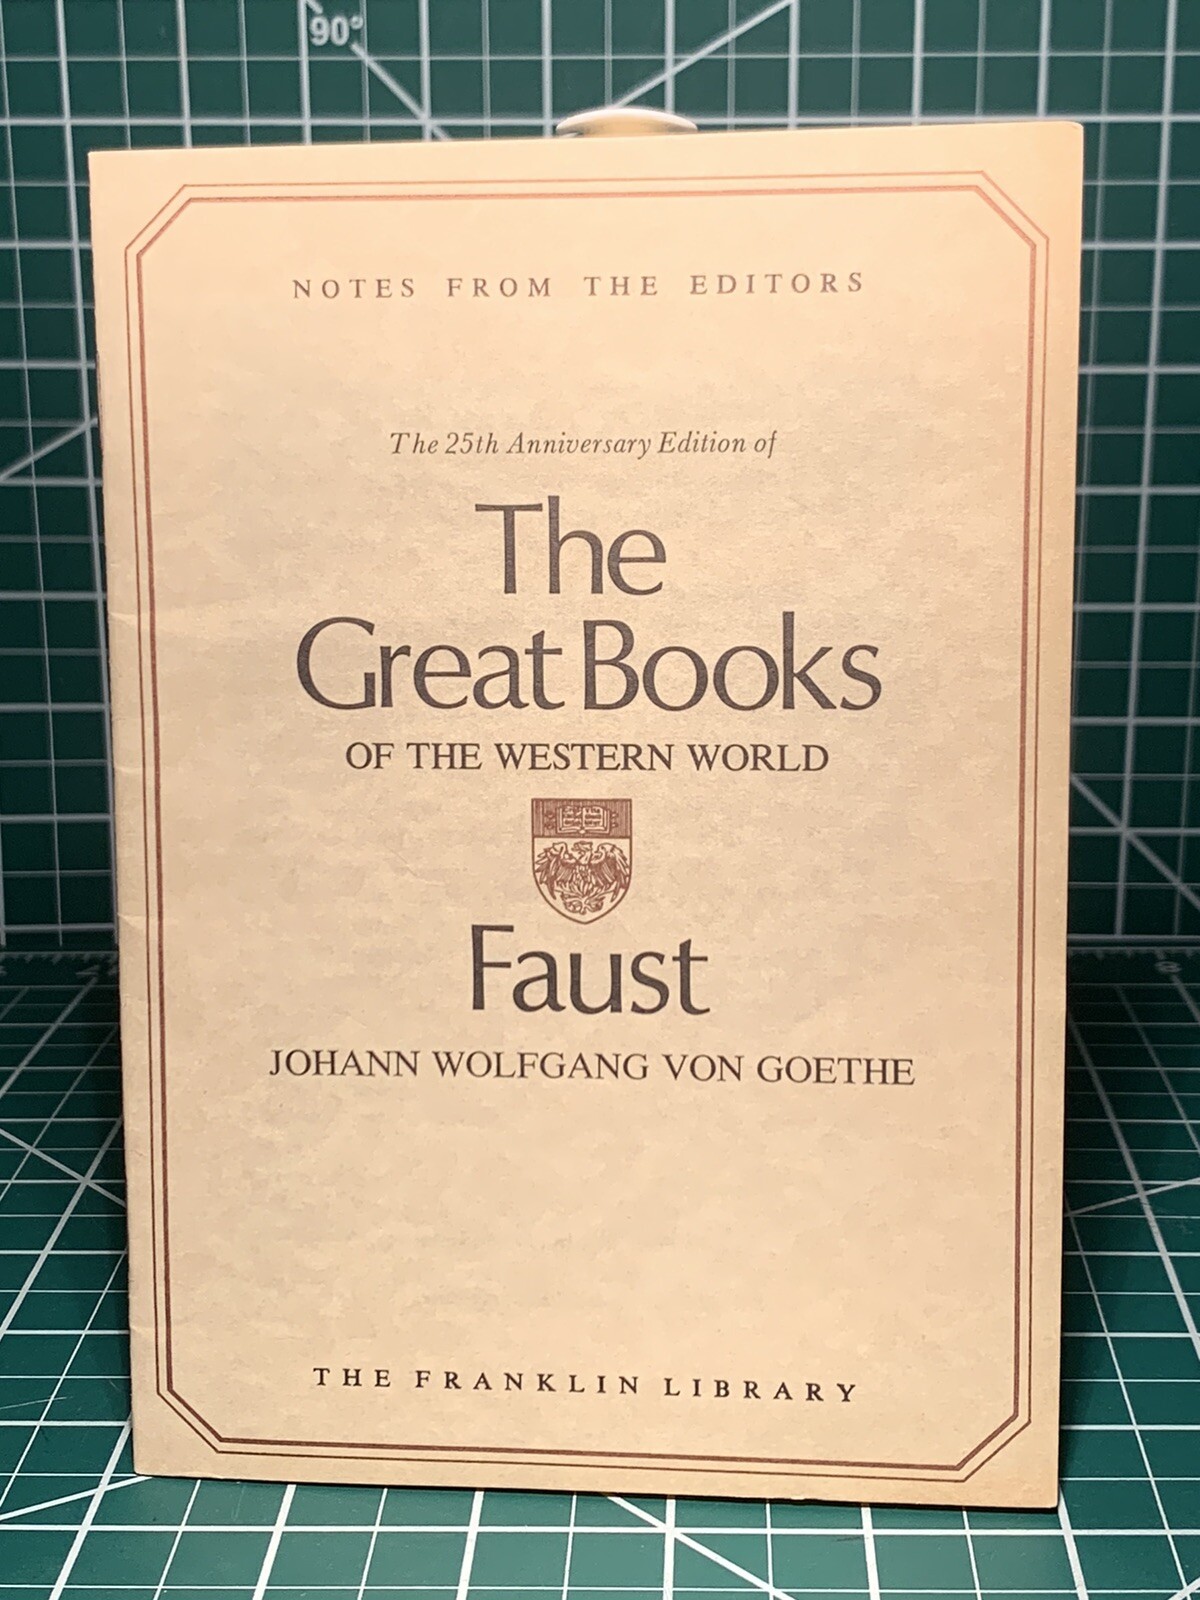 90°
NOTES FROM THE EDITORS
The 25th Anniversary Edition of
The
Great Books
OF THE WESTERN WORLD
Faust
JOHANN WOLFGANG VON GOETHE
THE FRANKLIN LIBRARY